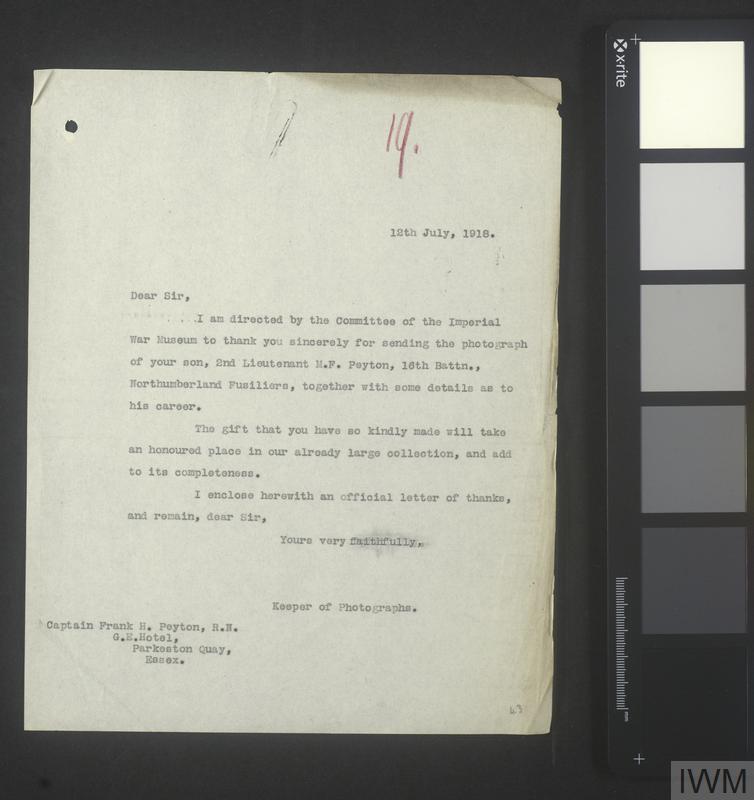 19.
12th July, 1918.
Dear Sir,
....I am directed by the Committee of the Imperial
War Museum to thank you sincerely for sending the photograph
of your son, 2nd Lieutenant M.F. Peyton, 16th Battn.,
Northumberland Fusiliers, together with some details as to
his career.
The gift that you have so kindly made will take
an honoured place in our already large collection, and add
to its completeness.
I enclose herewith an official letter of thanks,
and remain, dear Sir,
Yours very faithfully,
Keeper of Photographs.
Captain Frank H. Peyton, R.N.
G.E.Hotel,
Parkeston Quay,
Essex.
63
x-rite
mm
IWM